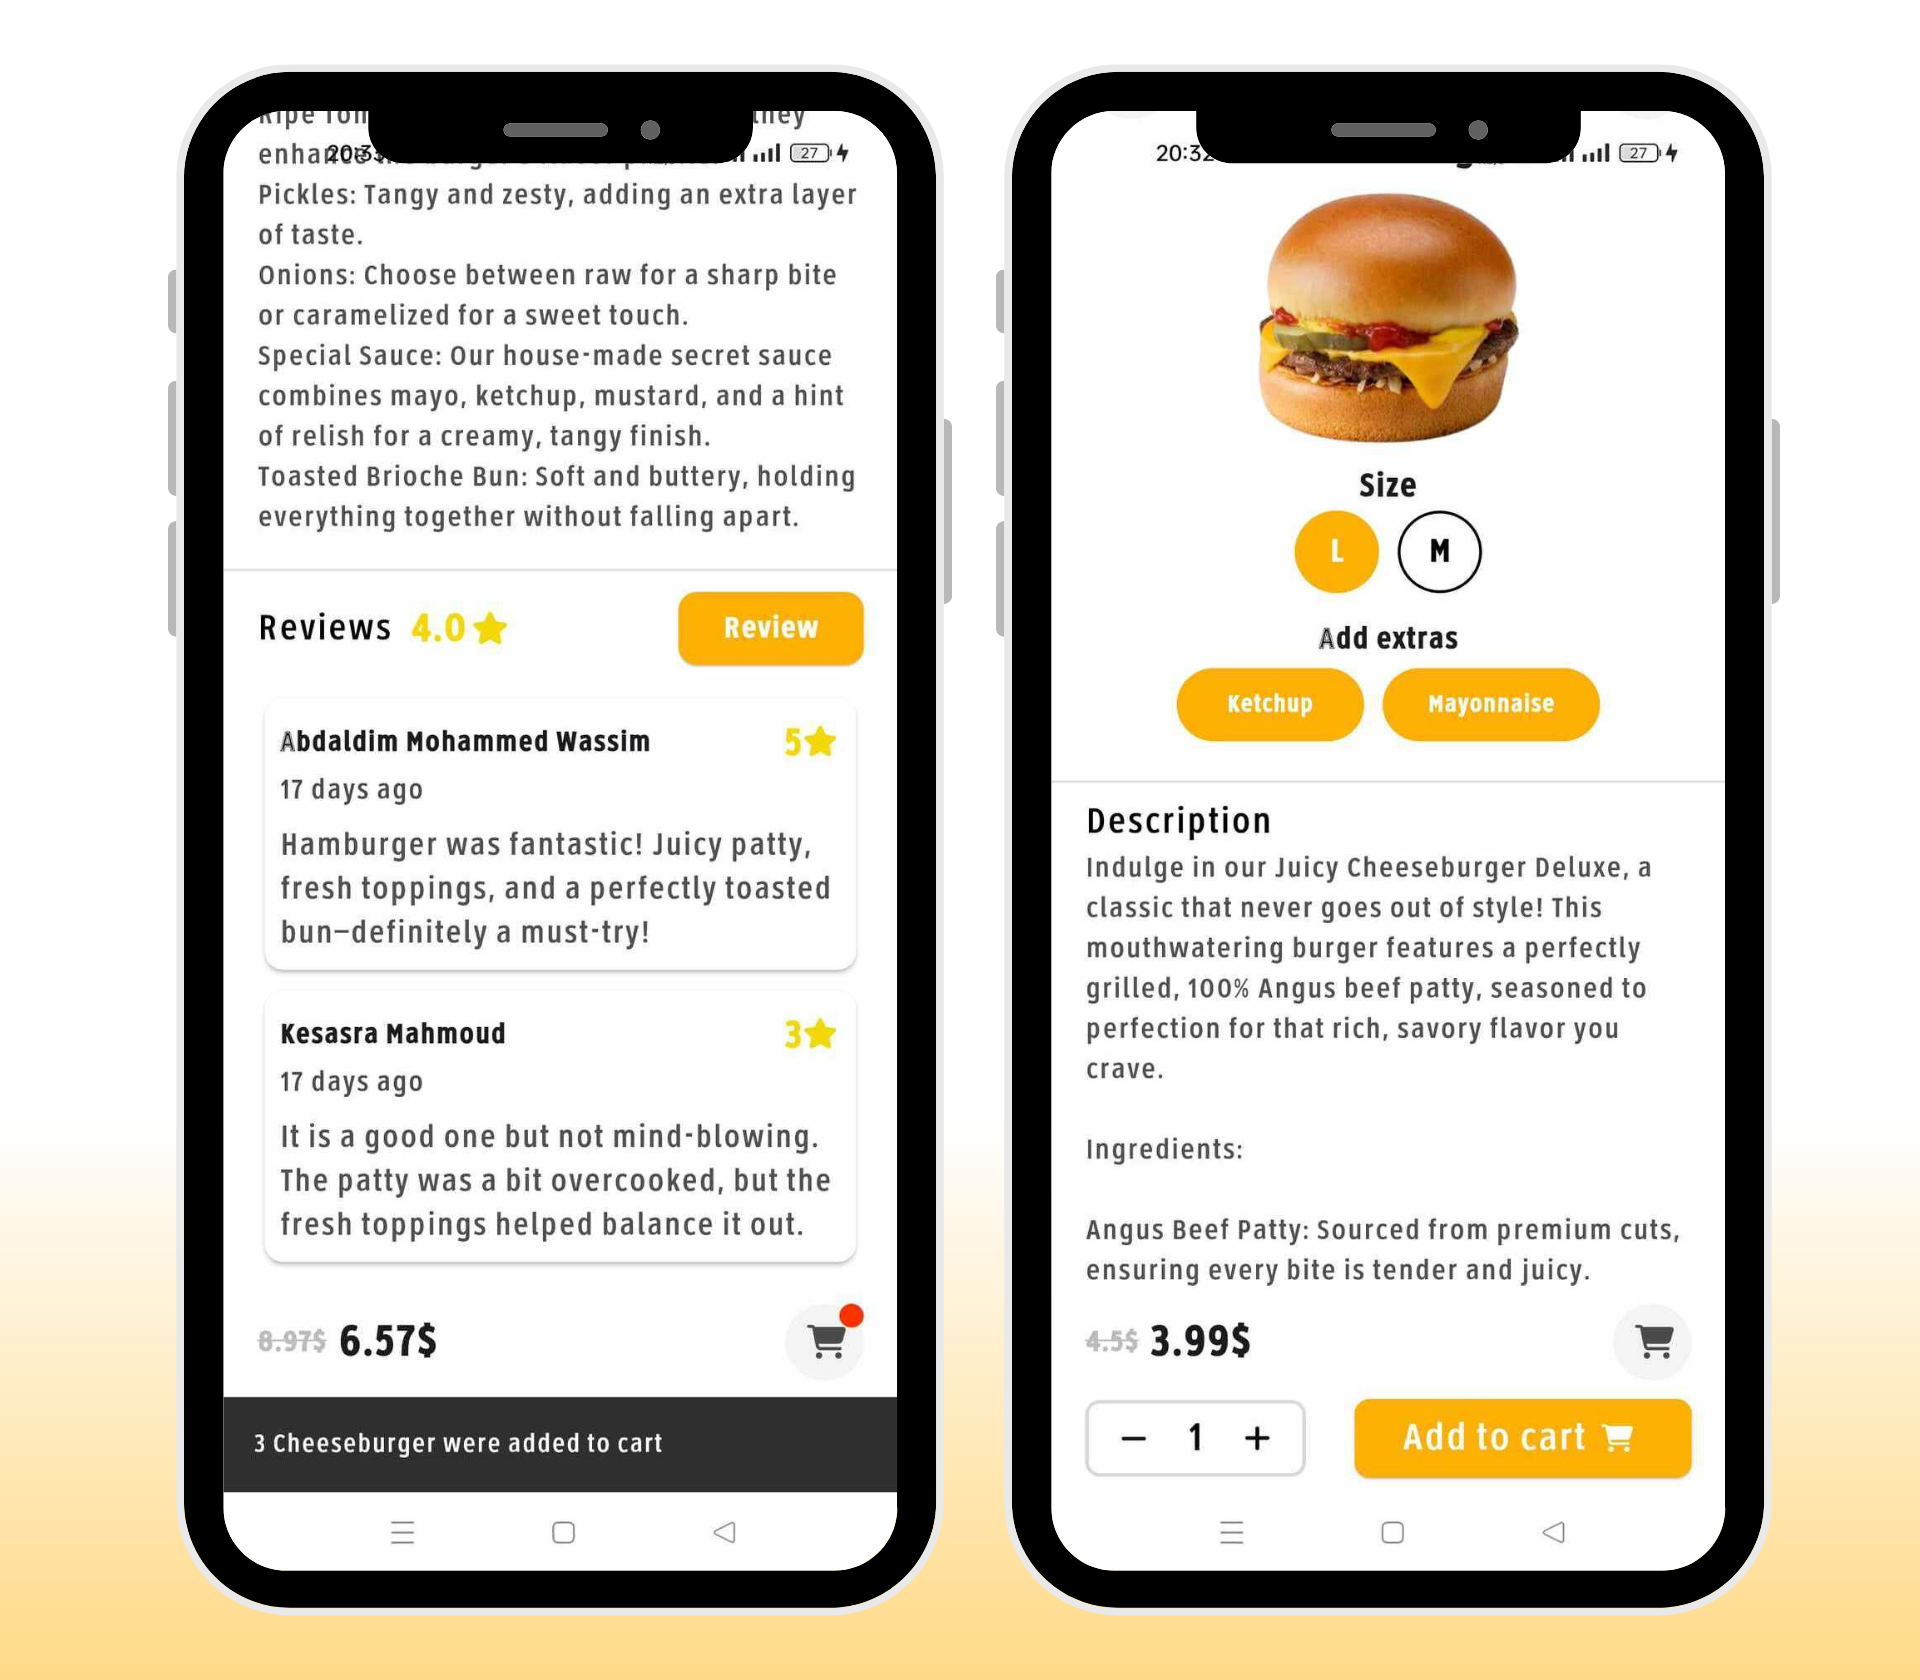 Ripe Tom they
enhance
Pickles: Tangy and zesty, adding an extra layer
of taste.
Onions: Choose between raw for a sharp bite
or caramelized for a sweet touch.
Special Sauce: Our house-made secret sauce
combines mayo, ketchup, mustard, and a hint
of relish for a creamy, tangy finish.
Toasted Brioche Bun: Soft and buttery, holding
everything together without falling apart.
Reviews 4.0
Review
Abdaldim Mohammed Wassim 5
17 days ago
Hamburger was fantastic! Juicy patty,
fresh toppings, and a perfectly toasted
bun–definitely a must-try!
Kesasra Mahmoud 3
17 days ago
It is a good one but not mind-blowing.
The patty was a bit overcooked, but the
fresh toppings helped balance it out.
8.97$ 6.57$
3 Cheeseburger were added to cart
20:32 27
Size
L M
Add extras
Ketchup Mayonnaise
Description
Indulge in our Juicy Cheeseburger Deluxe, a
classic that never goes out of style! This
mouthwatering burger features a perfectly
grilled, 100% Angus beef patty, seasoned to
perfection for that rich, savory flavor you
crave.
Ingredients:
Angus Beef Patty: Sourced from premium cuts,
ensuring every bite is tender and juicy.
4.5$ 3.99$
1
Add to cart